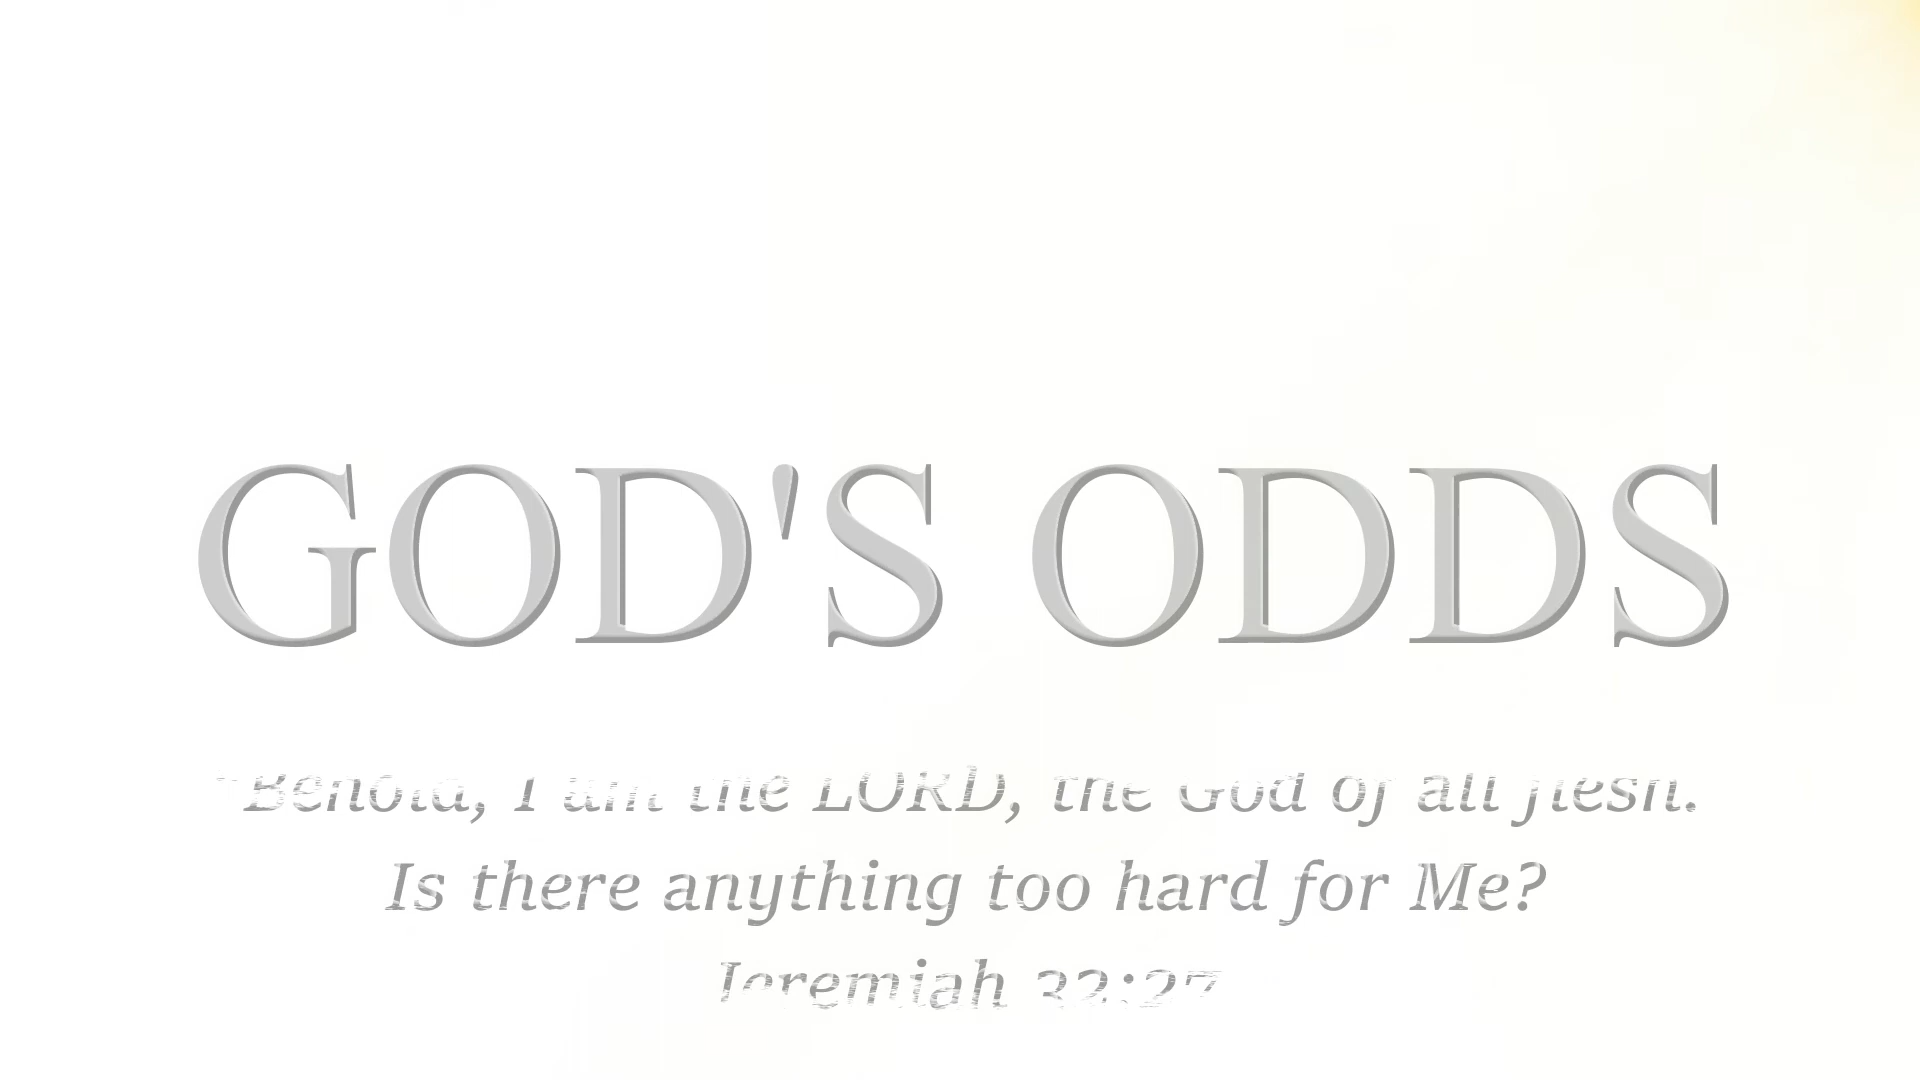 GOD'S ODDS
"Behold, I am the LORD, the God of all flesh.
Is there anything too hard for Me?
Jeremiah 32:27